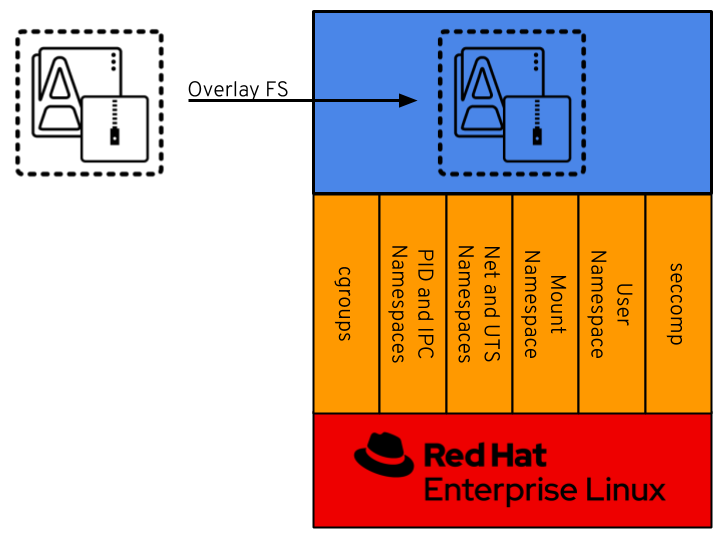 Overlay FS
cgroups
PID and IPC
Namespaces
Net and UTS
Namespaces
Mount
Namespace
User
Namespace
seccomp
Red Hat
Enterprise Linux